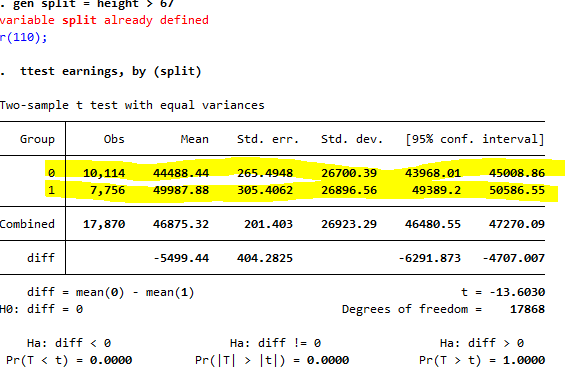 . gen split = height > 67
variable split already defined
r(110);
. ttest earnings, by (split)
Two-sample t test with equal variances
Group Obs Mean Std. err. Std. dev. [95% conf. interval]
0 10,114 44488.44 265.4948 26700.39 43968.01 45008.86
1 7,756 49987.88 305.4062 26896.56 49389.2 50586.55
Combined 17,870 46875.32 201.403 26923.29 46480.55 47270.09
diff -5499.44 404.2825 -6291.873 -4707.007
diff = mean(0) - mean(1) t = -13.6030
H0: diff = 0 Degrees of freedom = 17868
Ha: diff < 0 Ha: diff != 0 Ha: diff > 0
Pr(T < t) = 0.0000 Pr(|T| > |t|) = 0.0000 Pr(T > t) = 1.0000